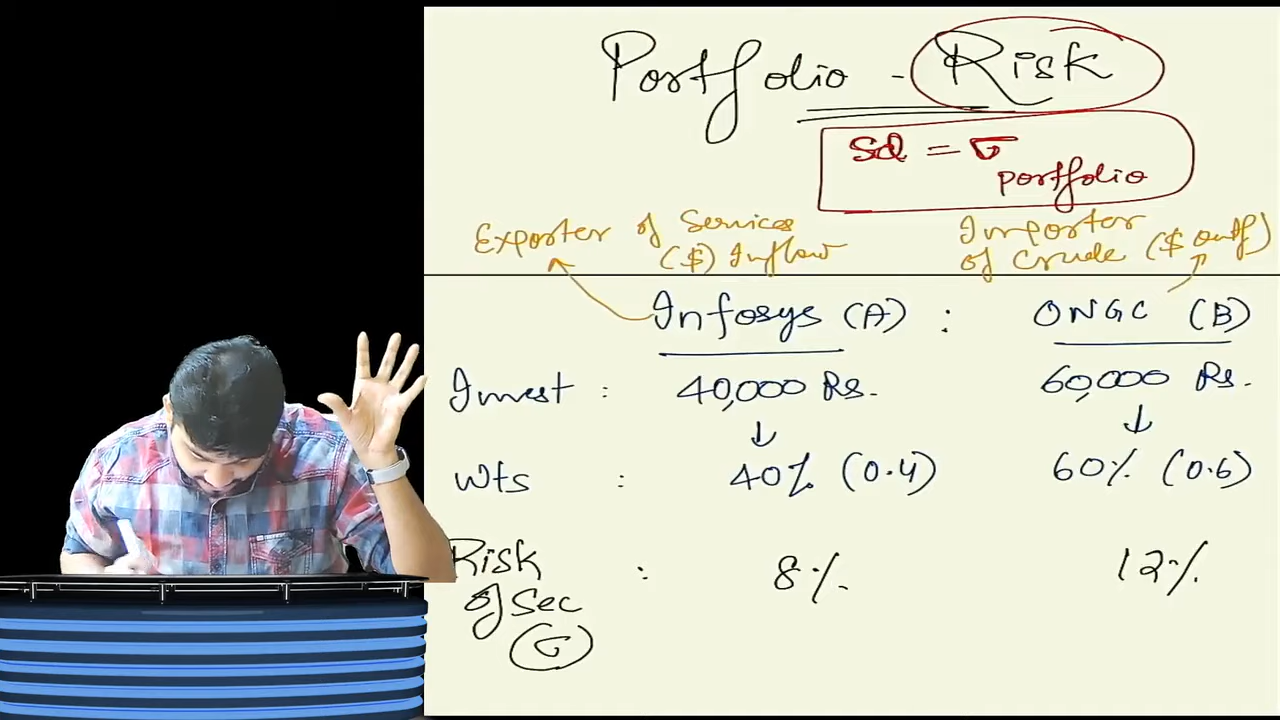 Portfolio - Risk
Sd = σ portfolio
Exporter of Services ($) Inflow
Importer of Crude ($ outf)
Infosys (A) : ONGC (B)
Invest : 40,000 Rs. 60,000 Rs.
↓ ↓
Wts : 40% (0.4) 60% (0.6)
Risk of Sec (σ) : 8% 12%